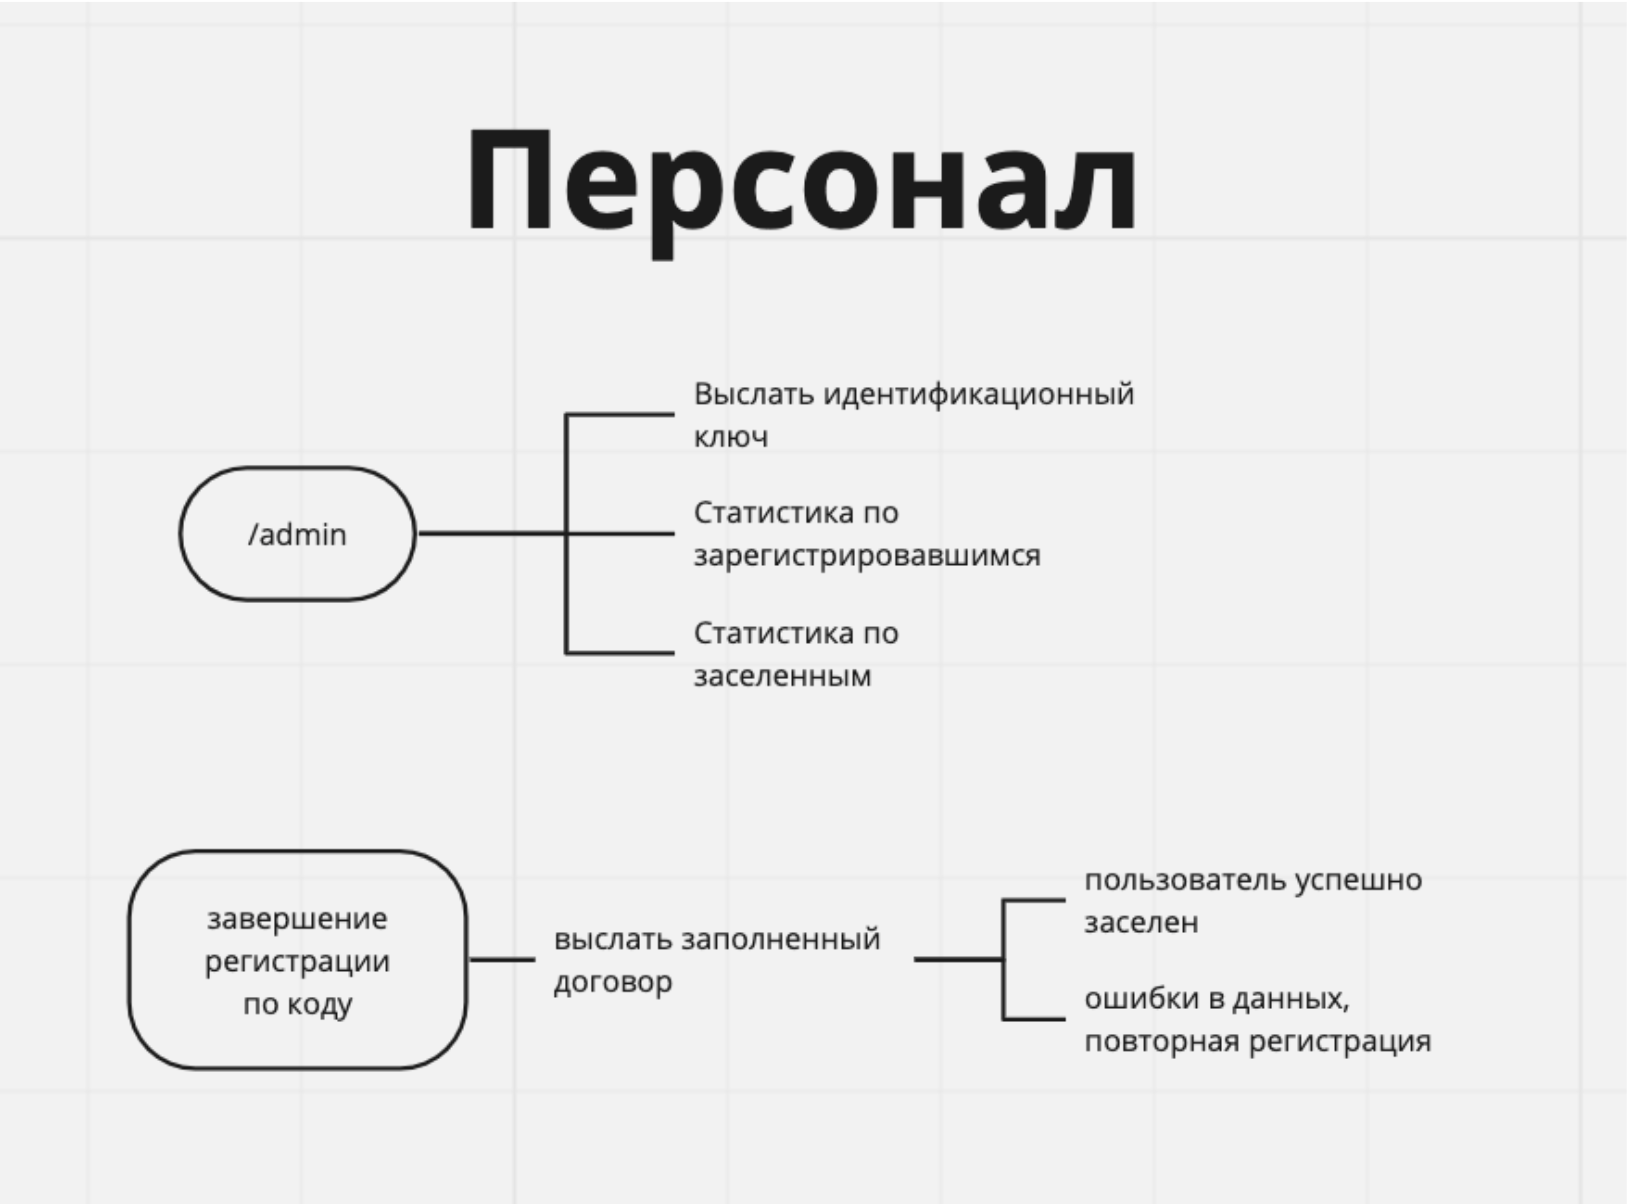 Персонал
Выслать идентификационный
ключ
/admin
Статистика по
зарегистрировавшимся
Статистика по
заселенным
завершение
регистрации
по коду
выслать заполненный
договор
пользователь успешно
заселен
ошибки в данных,
повторная регистрация